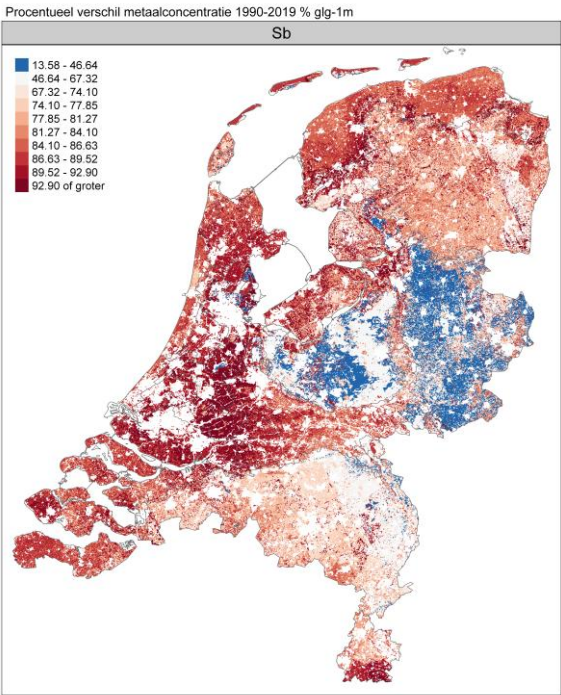 Procentueel verschil metaalconcentratie 1990-2019 % glg-1m
Sb
13.58 - 46.64
46.64 - 67.32
67.32 - 74.10
74.10 - 77.85
77.85 - 81.27
81.27 - 84.10
84.10 - 86.63
86.63 - 89.52
89.52 - 92.90
92.90 of groter